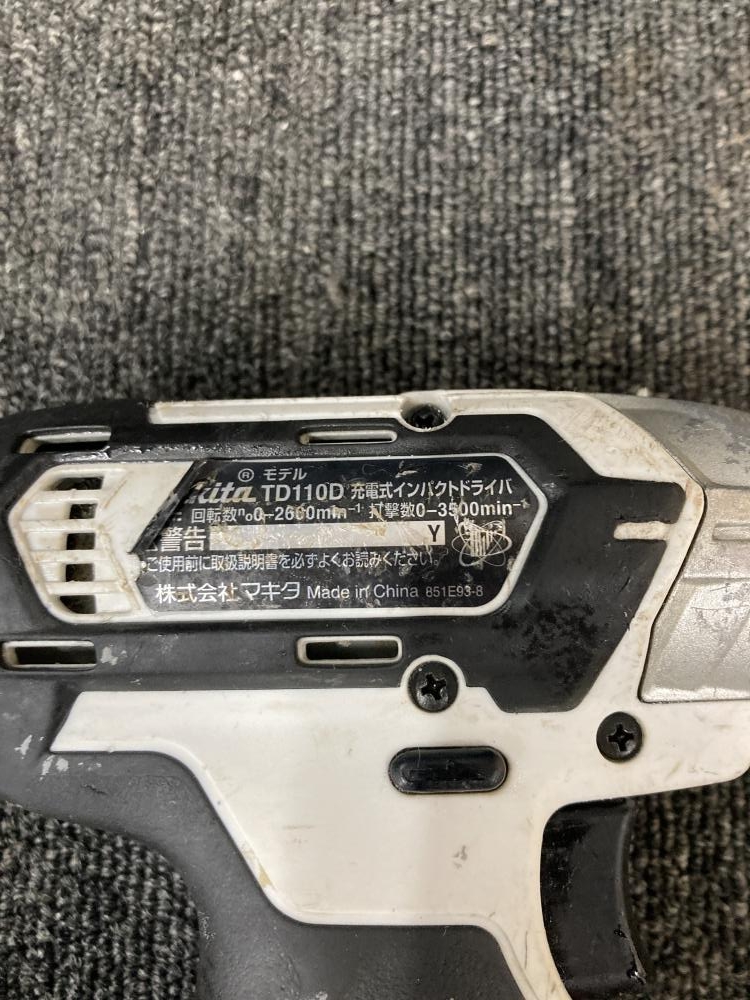 ® モデル
TD110D 充電式インパクトドライバ
回転数n₀0-2600min⁻¹ 打撃数0-3500min⁻¹
警告 Y
ご使用前に取扱説明書を必ずよくお読みください。
株式会社 マキタ Made in China 851E93-8